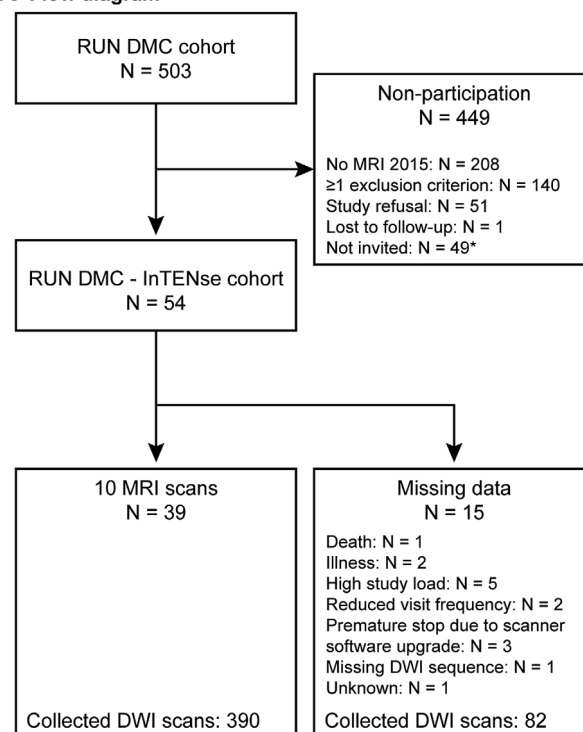 RUN DMC cohort
N = 503
Non-participation
N = 449
No MRI 2015: N = 208
≥1 exclusion criterion: N = 140
Study refusal: N = 51
Lost to follow-up: N = 1
Not invited: N = 49*
RUN DMC - InTENse cohort
N = 54
10 MRI scans
N = 39
Collected DWI scans: 390
Missing data
N = 15
Death: N = 1
Illness: N = 2
High study load: N = 5
Reduced visit frequency: N = 2
Premature stop due to scanner
software upgrade: N = 3
Missing DWI sequence: N = 1
Unknown: N = 1
Collected DWI scans: 82